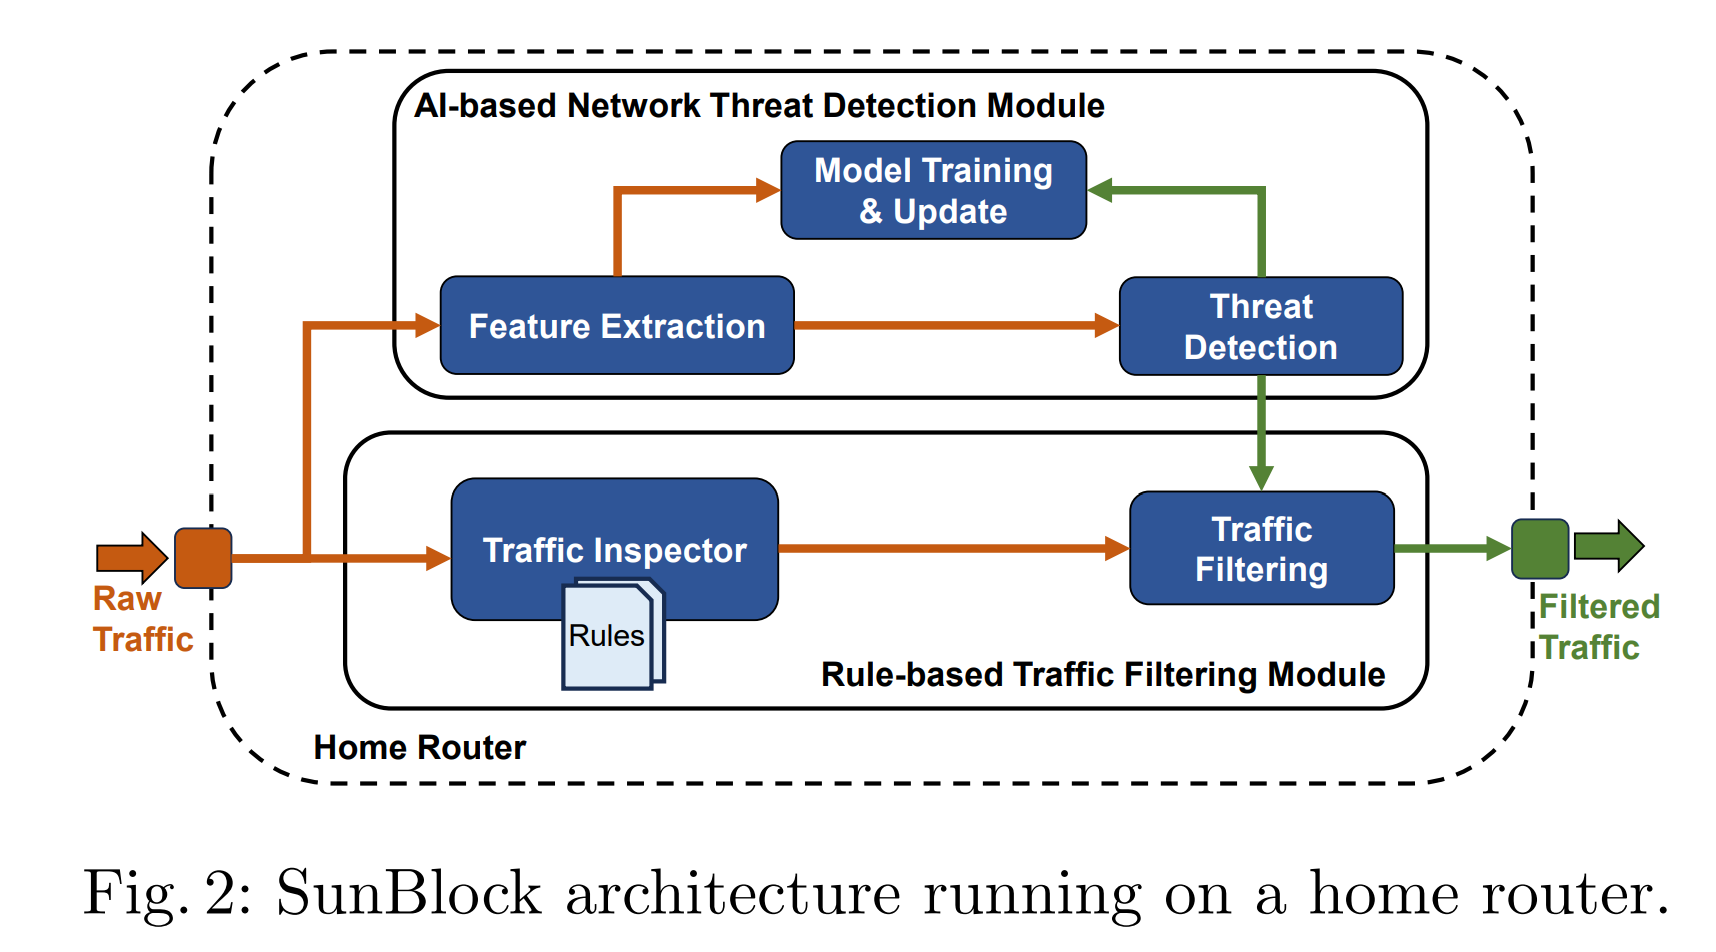 AI-based Network Threat Detection Module
Model Training
& Update
Feature Extraction
Threat
Detection
Traffic Inspector
Rules
Traffic
Filtering
Raw
Traffic
Filtered
Traffic
Rule-based Traffic Filtering Module
Home Router
Fig. 2: SunBlock architecture running on a home router.